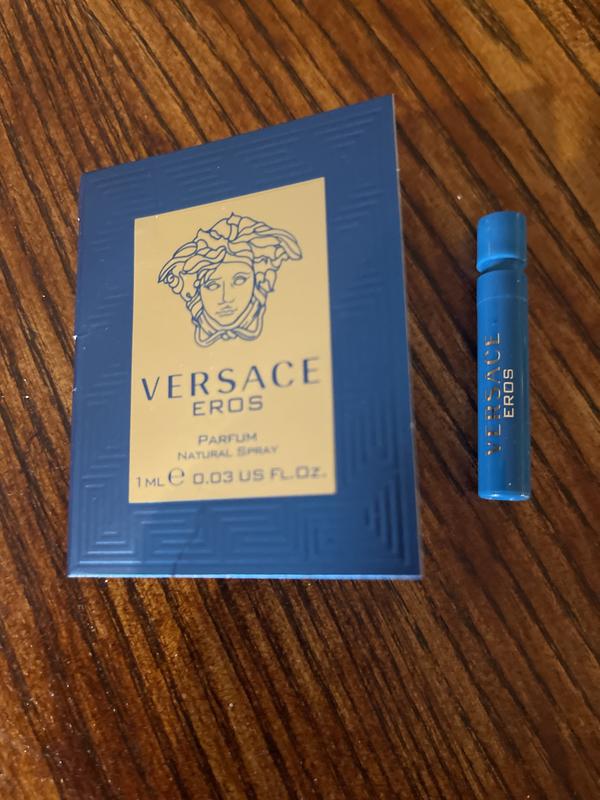 VERSACE
EROS
PARFUM
NATURAL SPRAY
1 ML ℮ 0.03 US FL.OZ.
VERSACE
EROS